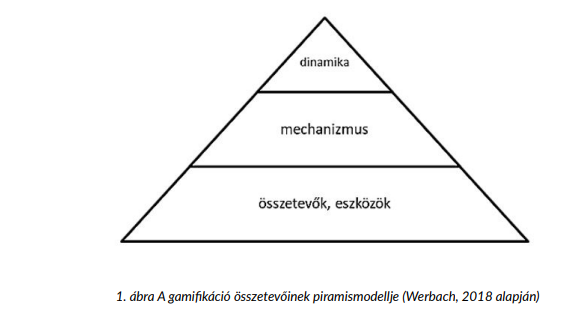 dinamika
mechanizmus
összetevők, eszközök
1. ábra A gamifikáció összetevőinek piramismodellje (Werbach, 2018 alapján)